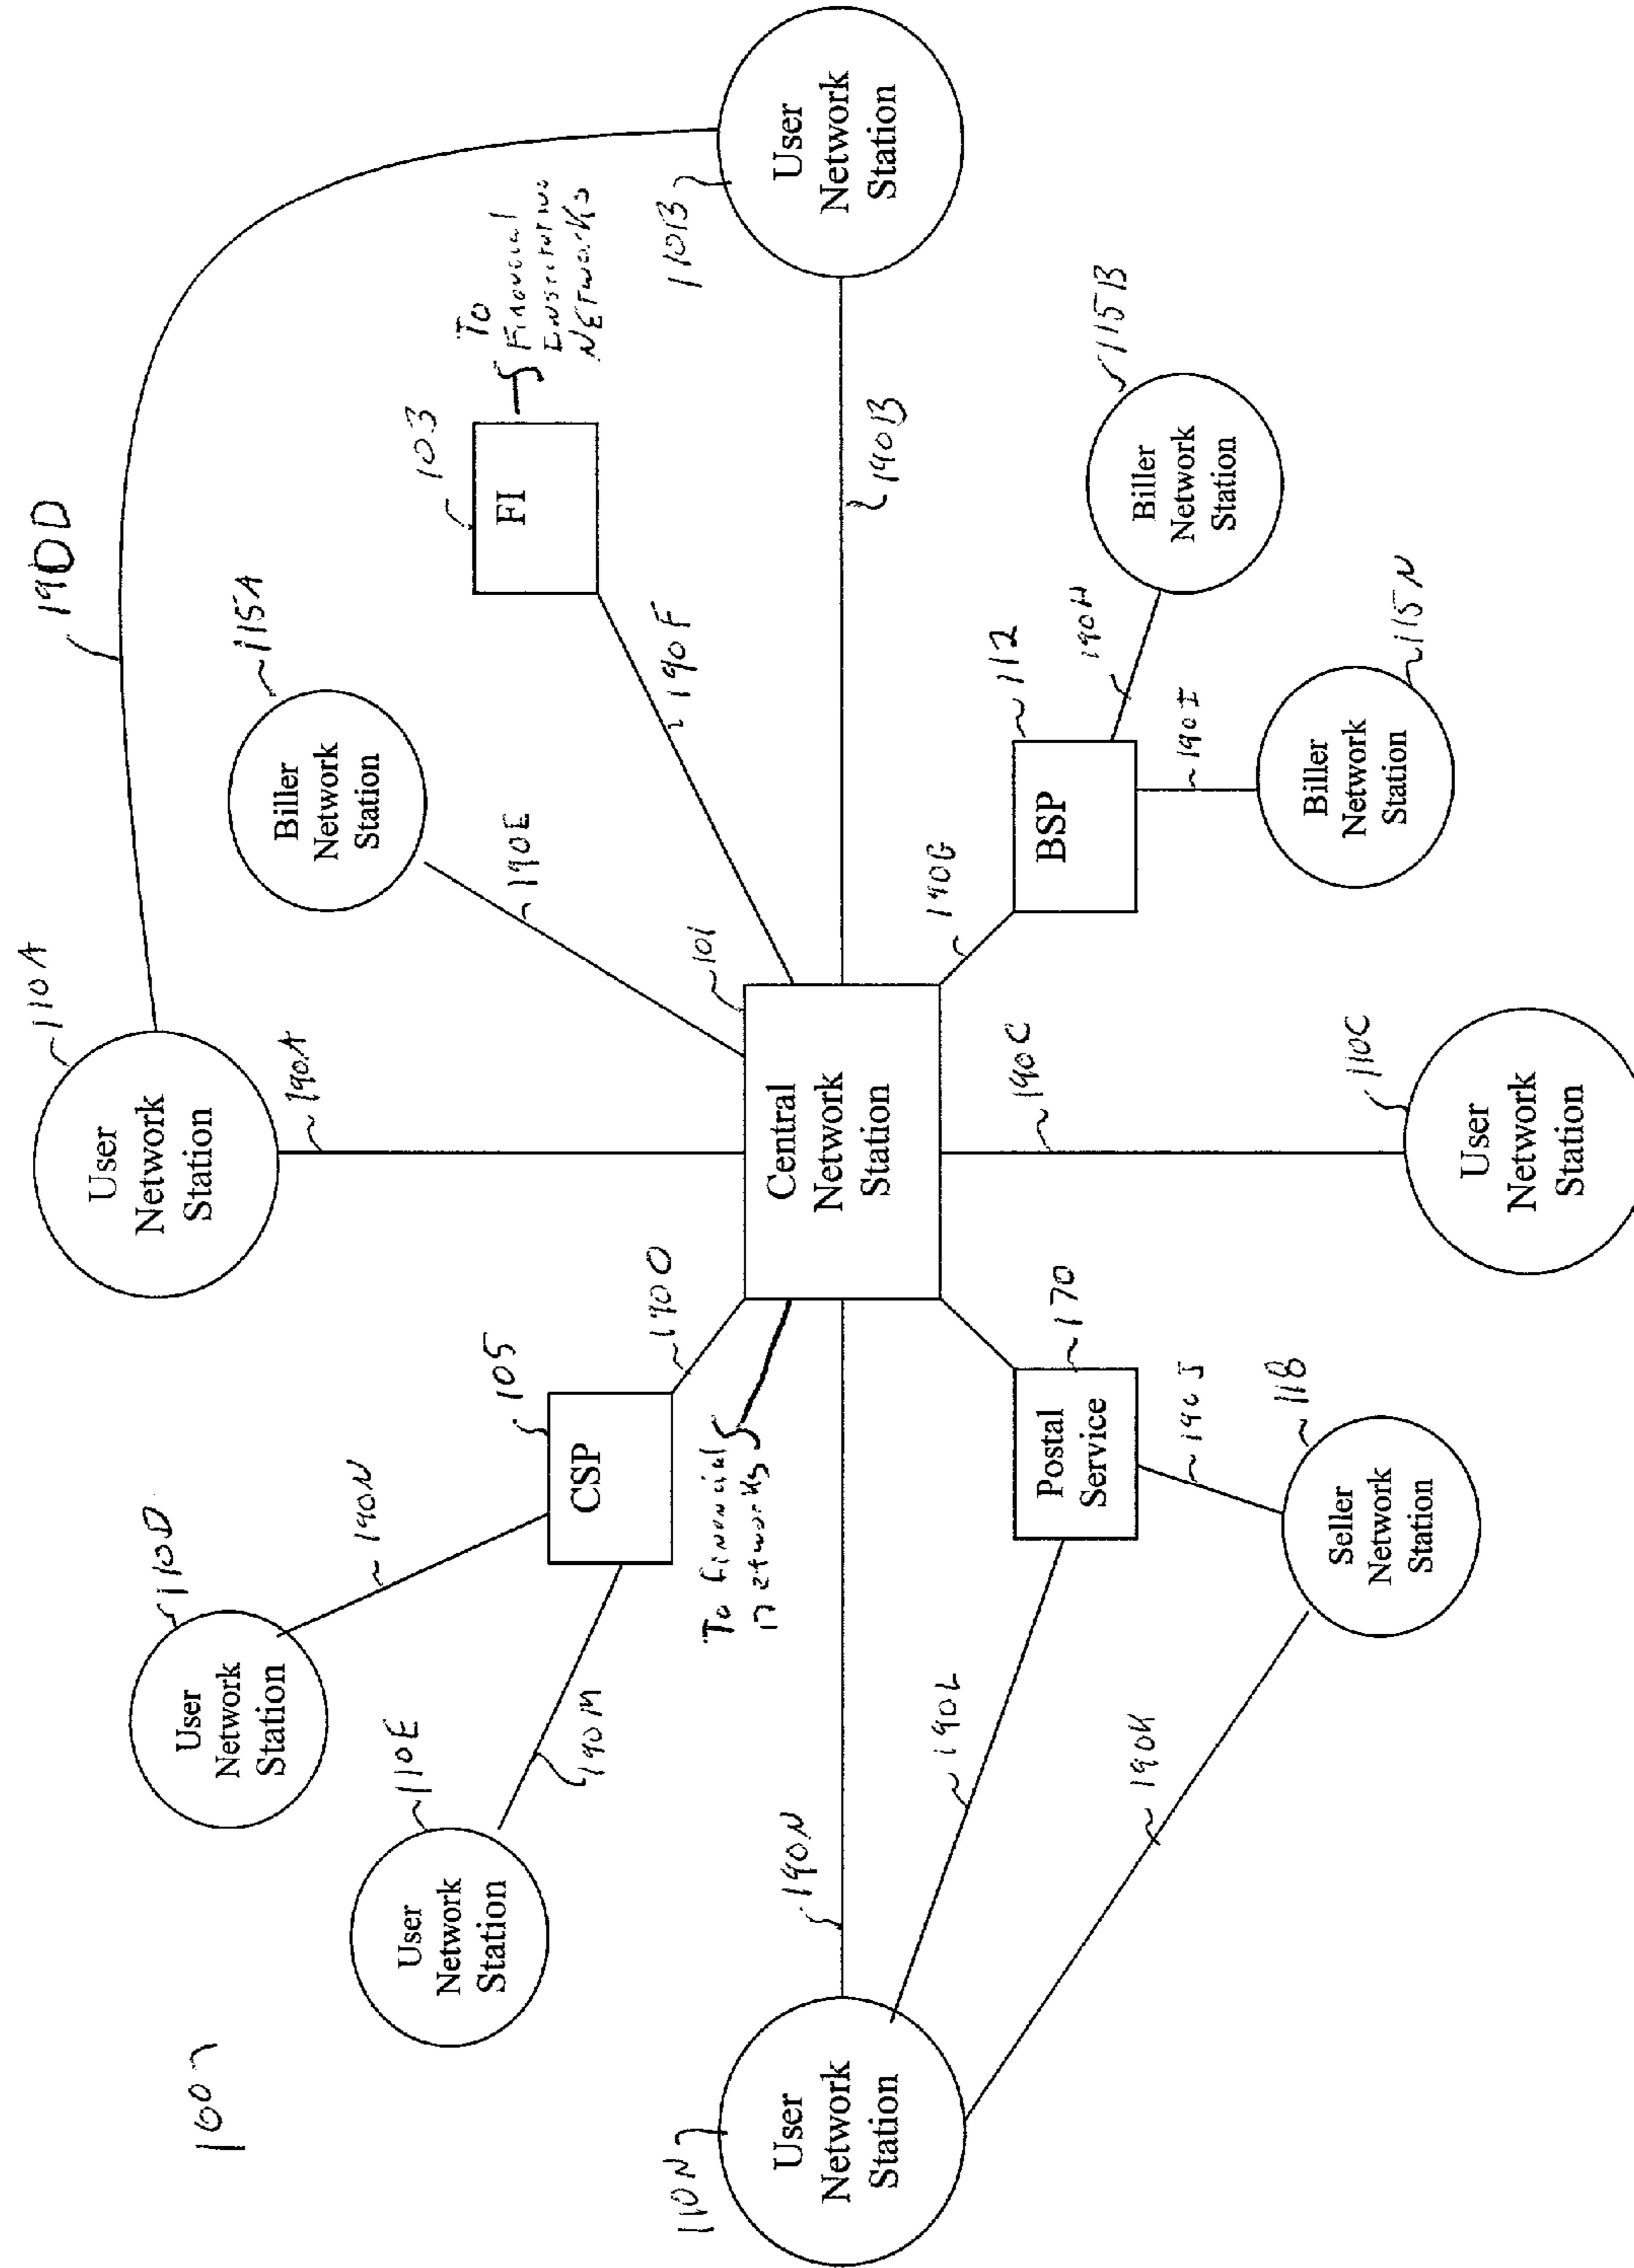 100
110A
User
Network
Station
190A
190D
115A
Biller
Network
Station
190E
103
FI
To
Financial
Institution
NETworks
190F
110B
User
Network
Station
190B
110D
User
Network
Station
190N
110E
User
Network
Station
190M
105
CSP
190O
To financial
networks
101
Central
Network
Station
110N
User
Network
Station
190N
190L
190K
170
Postal
Service
190J
118
Seller
Network
Station
190C
110C
User
Network
Station
190G
112
BSP
190H
115B
Biller
Network
Station
190I
115N
Biller
Network
Station